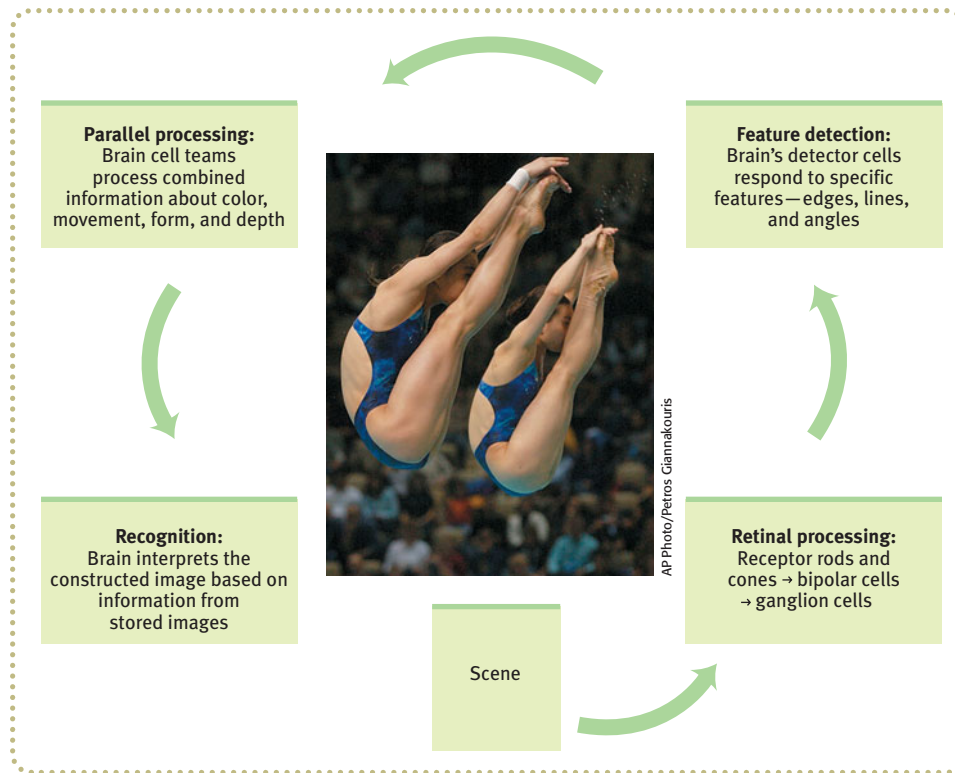 Parallel processing:
Brain cell teams
process combined
information about color,
movement, form, and depth
Feature detection:
Brain’s detector cells
respond to specific
features—edges, lines,
and angles
Recognition:
Brain interprets the
constructed image based on
information from
stored images
Retinal processing:
Receptor rods and
cones → bipolar cells
→ ganglion cells
Scene
AP Photo/Petros Giannakouris